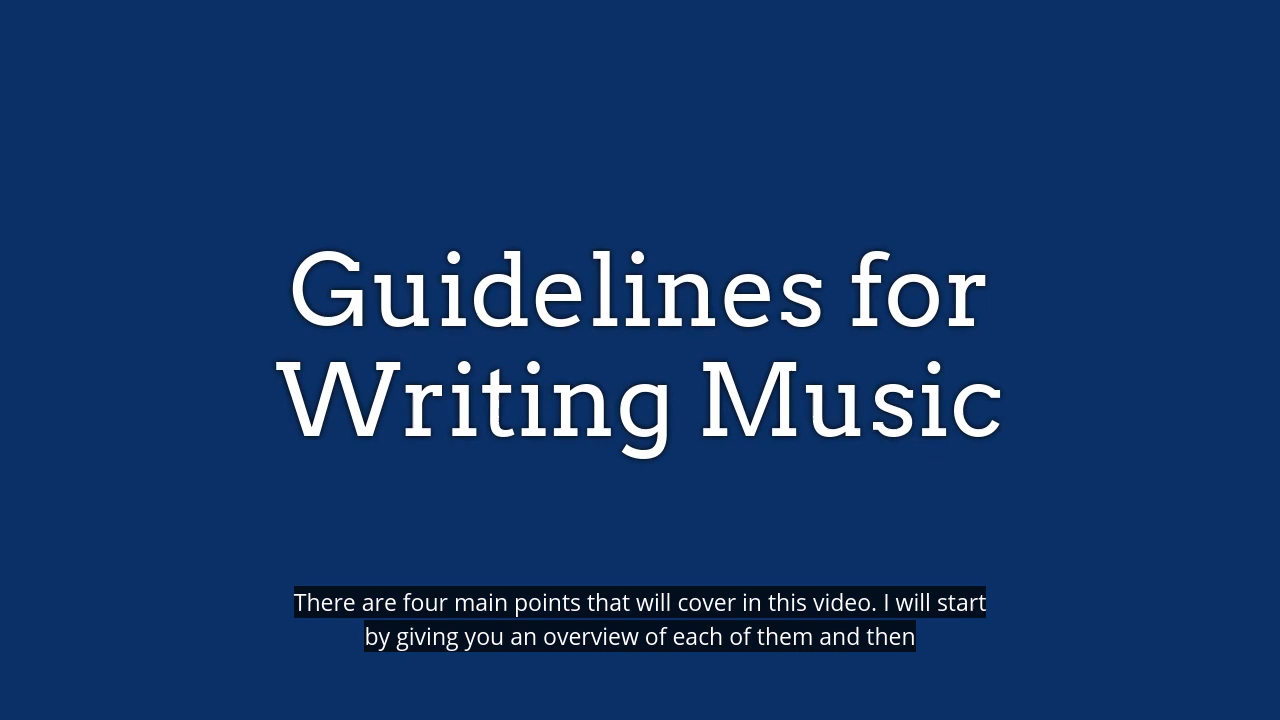 Guidelines for
Writing Music
There are four main points that will cover in this video. I will start
by giving you an overview of each of them and then